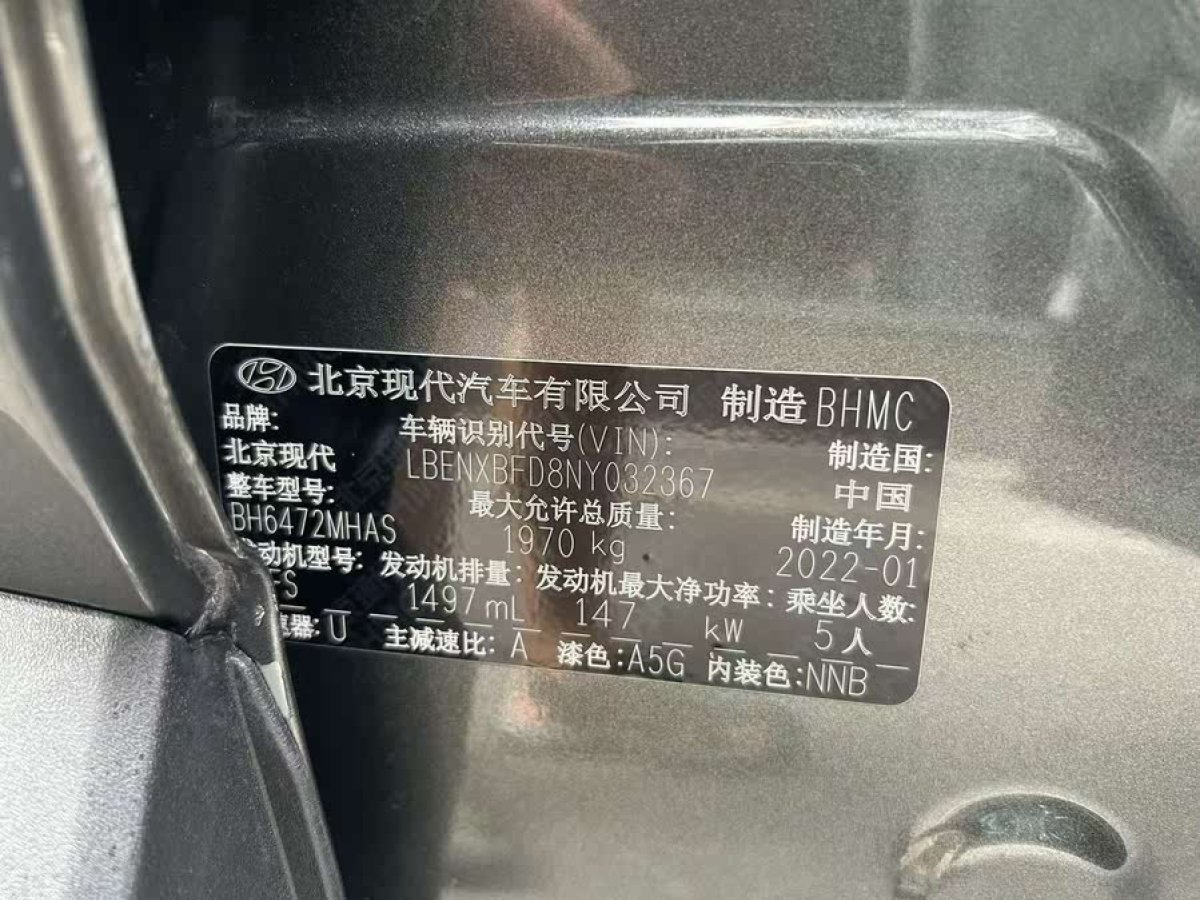 北京现代汽车有限公司 制造 BHMC
品牌: 车辆识别代号(VIN): 制造国:
北京现代 LBENXBFD8NY032367 中国
整车型号: 最大允许总质量: 制造年月:
BH6472MHAS 1970 kg 2022-01
动机型号: 发动机排量: 发动机最大净功率: 乘坐人数:
1497 mL 147 kW 5人
速器: U 主减速比: A 漆色: A5G 内装色: NNB